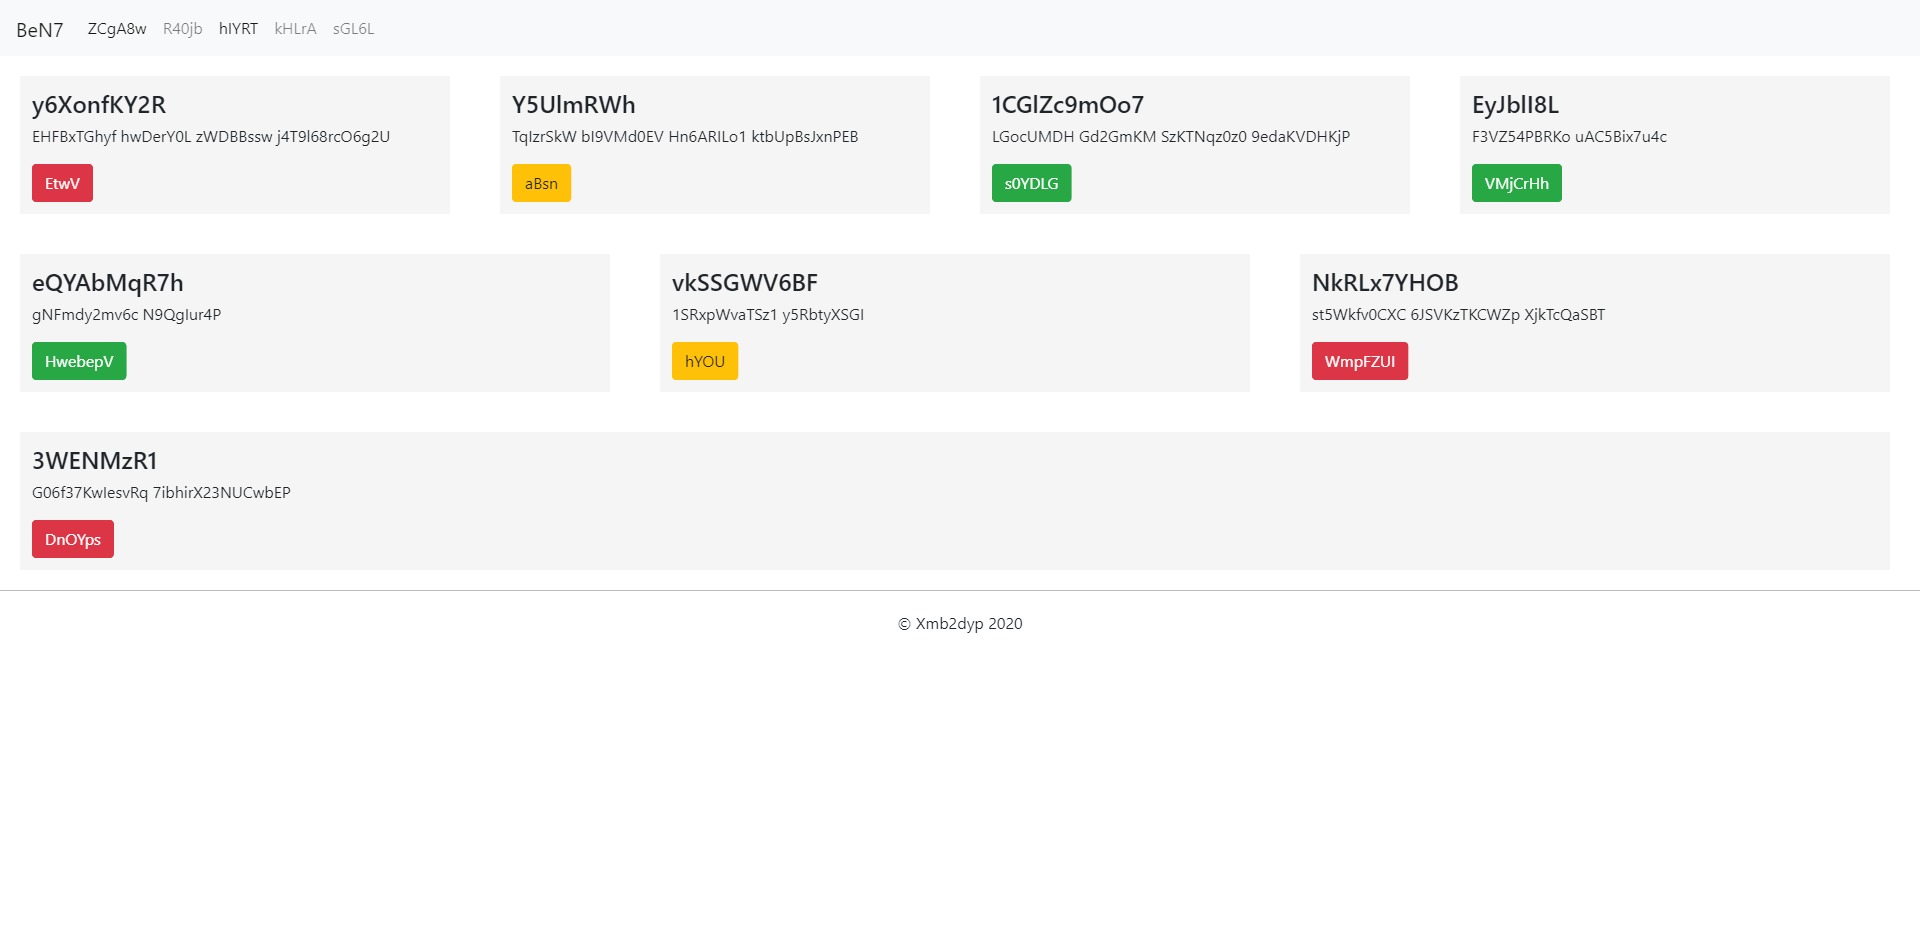 BeN7 ZCgA8w R40jb hIYRT kHLrA sGL6L
y6XonfKY2R
EHFBxTGhyf hwDerY0L zWDBBssw j4T9l68rcO6g2U
EtwV
Y5UlmRWh
TqIzrSkW bI9VMd0EV Hn6ARILo1 ktbUpBsJxnPEB
aBsn
1CGlZc9mOo7
LGocUMDH Gd2GmKM SzKTNqz0z0 9edaKVDHKjP
s0YDLG
EyJblI8L
F3VZ54PBRKo uAC5Bix7u4c
VMjCrHh
eQYAbMqR7h
gNFmdy2mv6c N9QgIur4P
HwebepV
vkSSGWV6BF
1SRxpWvaTSz1 y5RbtyXSGI
hYOU
NkRLx7YHOB
st5Wkfv0CXC 6JSVKzTKCWZp XjkTcQaSBT
WmpFZUI
3WENMzR1
G06f37KwIesvRq 7ibhirX23NUCwbEP
DnOYps
© Xmb2dyp 2020